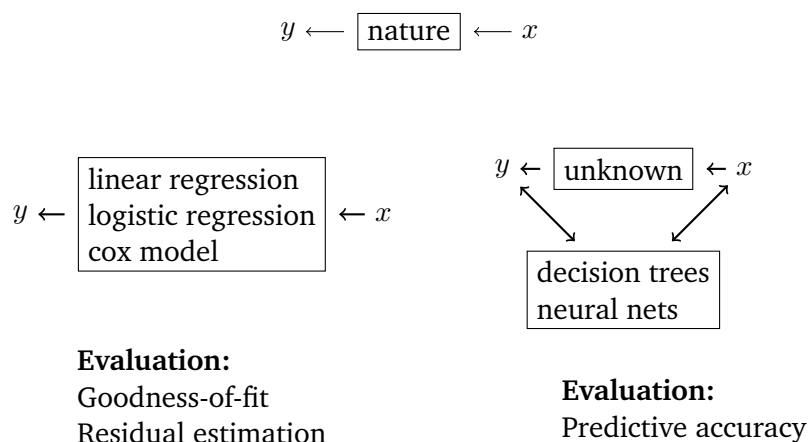 y ← nature ← x
linear regression
y ← logistic regression ← x
cox model
Evaluation:
Goodness-of-fit
Residual estimation
y ← unknown ← x
decision trees
neural nets
Evaluation:
Predictive accuracy